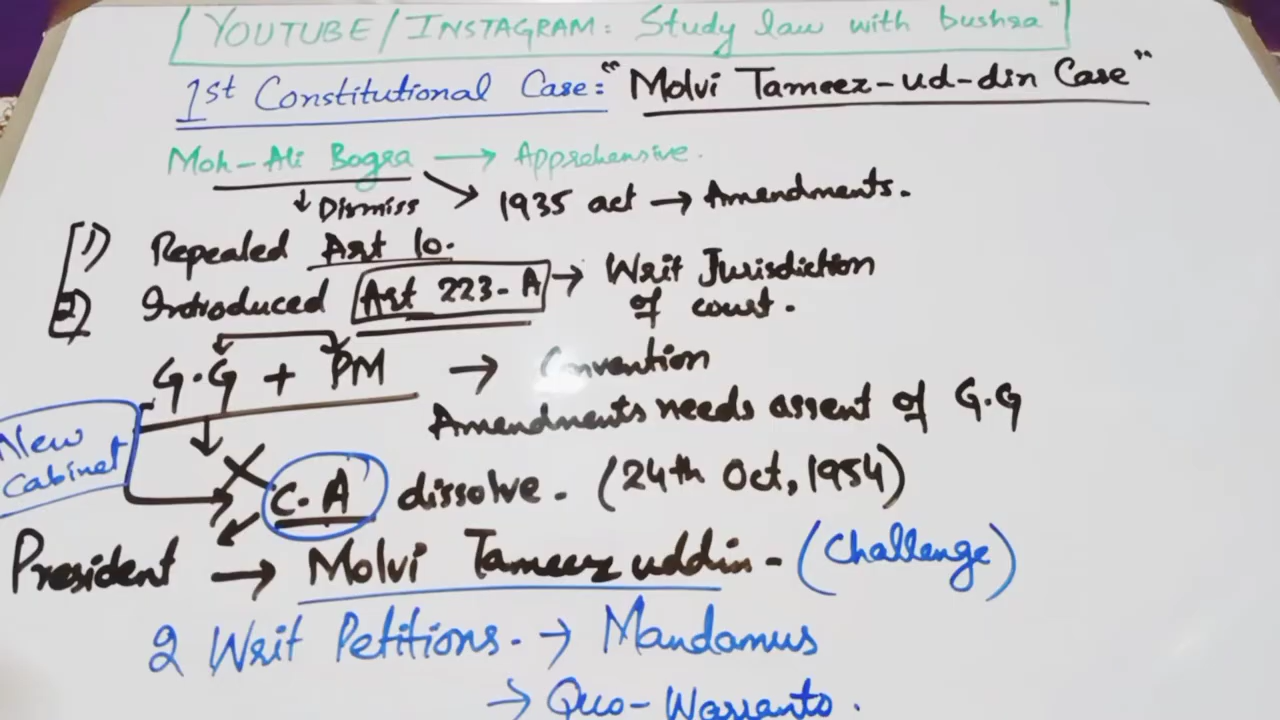 YOUTUBE/INSTAGRAM: Study law with bushra"
1st Constitutional Case: "Molvi Tameez-ud-din Case"
Moh-Ali Bogra → Apprehensive.
↓ Dismiss → 1935 act → Amendments.
1) Repealed Art 10.
2) Introduced Art 223-A → Writ Jurisdiction
of court.
G.G + PM → Convention
Amendments needs assent of G.G
New
Cabinet
C.A dissolve. (24th Oct, 1954)
President → Molvi Tameezuddin - (Challenge)
2 Writ Petitions. → Mandamus
→ Quo-Warranto.